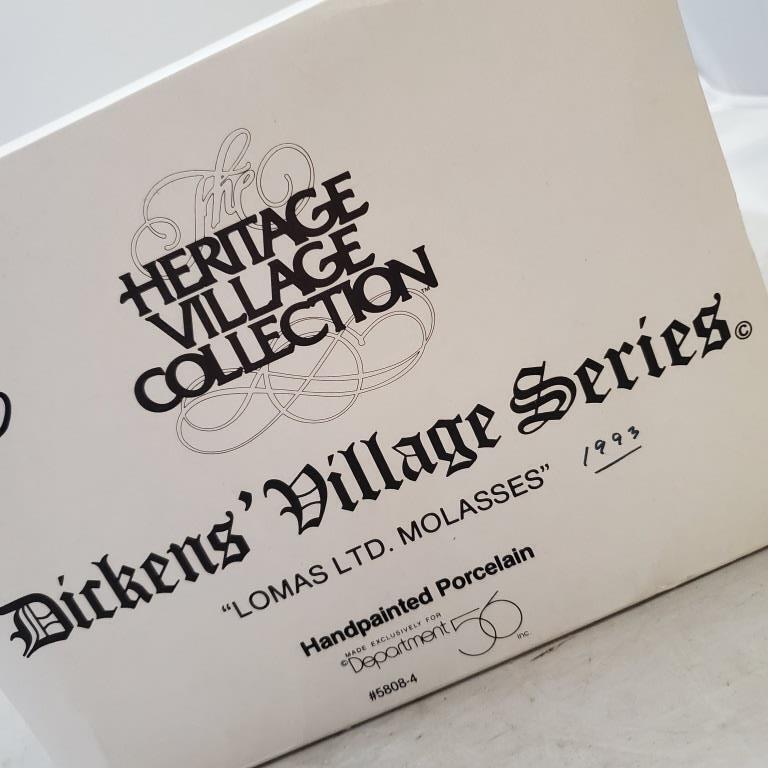 The
HERITAGE
VILLAGE
COLLECTION™
Dickens' Village Series©
1993
"LOMAS LTD. MOLASSES"
Handpainted Porcelain
MADE EXCLUSIVELY FOR
©Department 56 inc
#5808-4